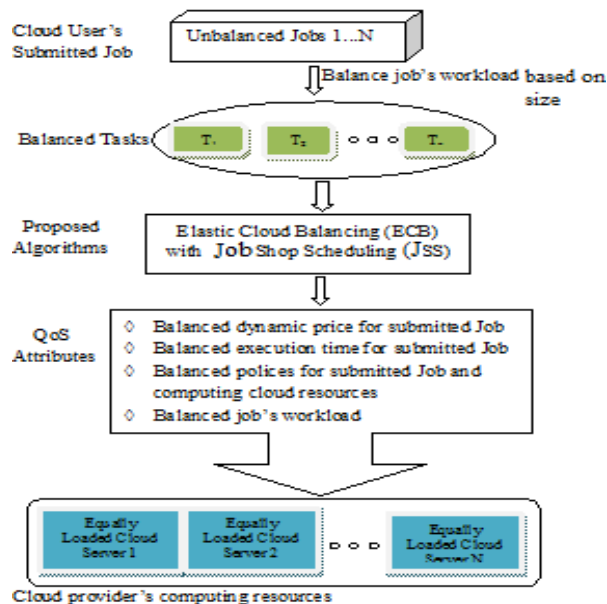 Cloud User's
Submitted Job
Unbalanced Jobs 1...N
Balance job's workload based on
size
Balanced Tasks
T1
T2
T
Proposed
Algorithms
Elastic Cloud Balancing (ECB)
with Job Shop Scheduling (JSS)
QoS
Attributes
◊ Balanced dynamic price for submitted Job
◊ Balanced execution time for submitted Job
◊ Balanced polices for submitted Job and
computing cloud resources
◊ Balanced job's workload
Equally
Loaded Cloud
Server 1
Equally
Loaded Cloud
Server 2
Equally
Loaded Cloud
Server N
Cloud provider's computing resources